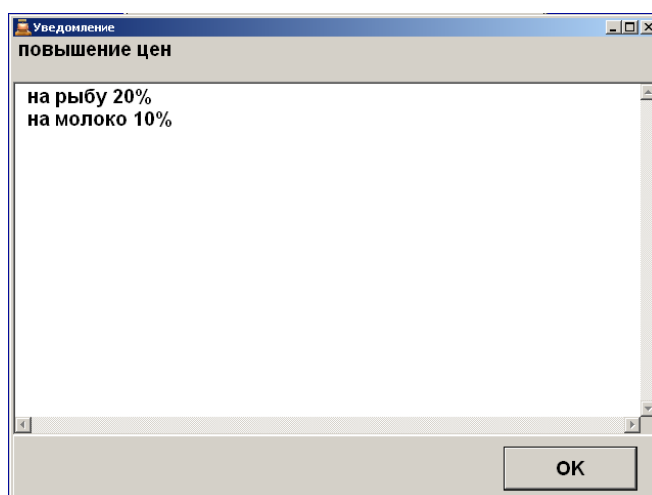 Уведомление
повышение цен
на рыбу 20%
на молоко 10%
OK